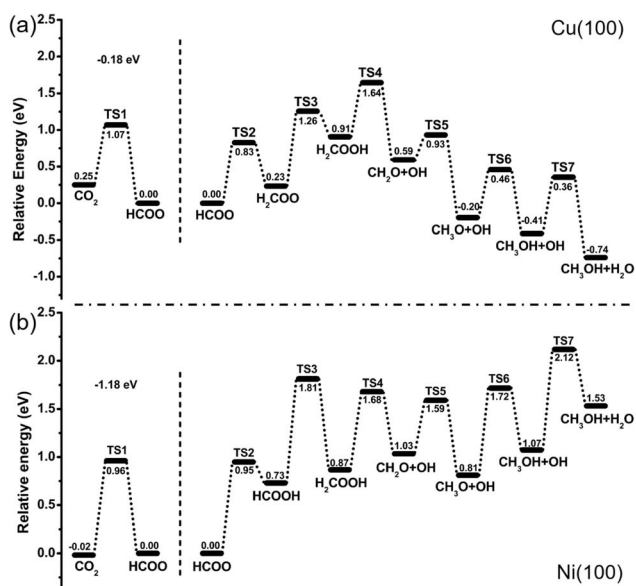 (a)
Cu(100)
Relative Energy (eV)
2.5
2.0
1.5
1.0
0.5
0.0
-0.5
-1.0
-0.18 eV
0.25
CO2
TS1
1.07
0.00
HCOO
0.00
HCOO
TS2
0.83
0.23
H2COO
TS3
1.26
0.91
H2COOH
TS4
1.64
0.59
CH2O+OH
TS5
0.93
-0.20
CH3O+OH
TS6
0.46
-0.41
CH3OH+OH
TS7
0.36
-0.74
CH3OH+H2O
(b)
Ni(100)
Relative energy (eV)
2.5
2.0
1.5
1.0
0.5
0.0
-1.18 eV
-0.02
CO2
TS1
0.96
0.00
HCOO
0.00
HCOO
TS2
0.95
0.73
HCOOH
TS3
1.81
0.87
H2COOH
TS4
1.68
1.03
CH2O+OH
TS5
1.59
0.81
CH3O+OH
TS6
1.72
1.07
CH3OH+OH
TS7
2.12
1.53
CH3OH+H2O